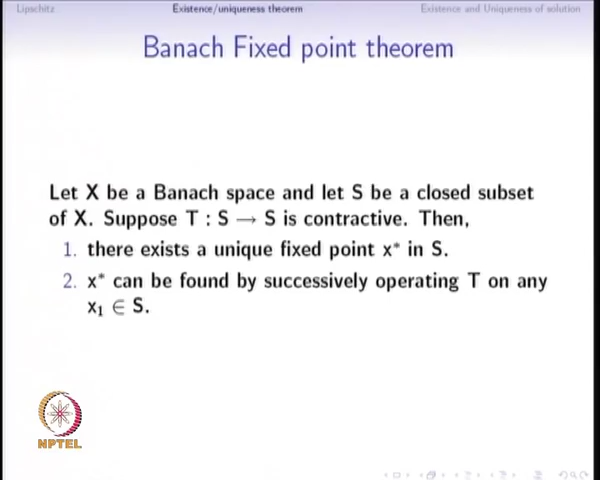 Lipschitz Existence/uniqueness theorem Existence and Uniqueness of solution
Banach Fixed point theorem
Let X be a Banach space and let S be a closed subset
of X. Suppose T : S → S is contractive. Then,
1. there exists a unique fixed point x* in S.
2. x* can be found by successively operating T on any
x₁ ∈ S.
NPTEL